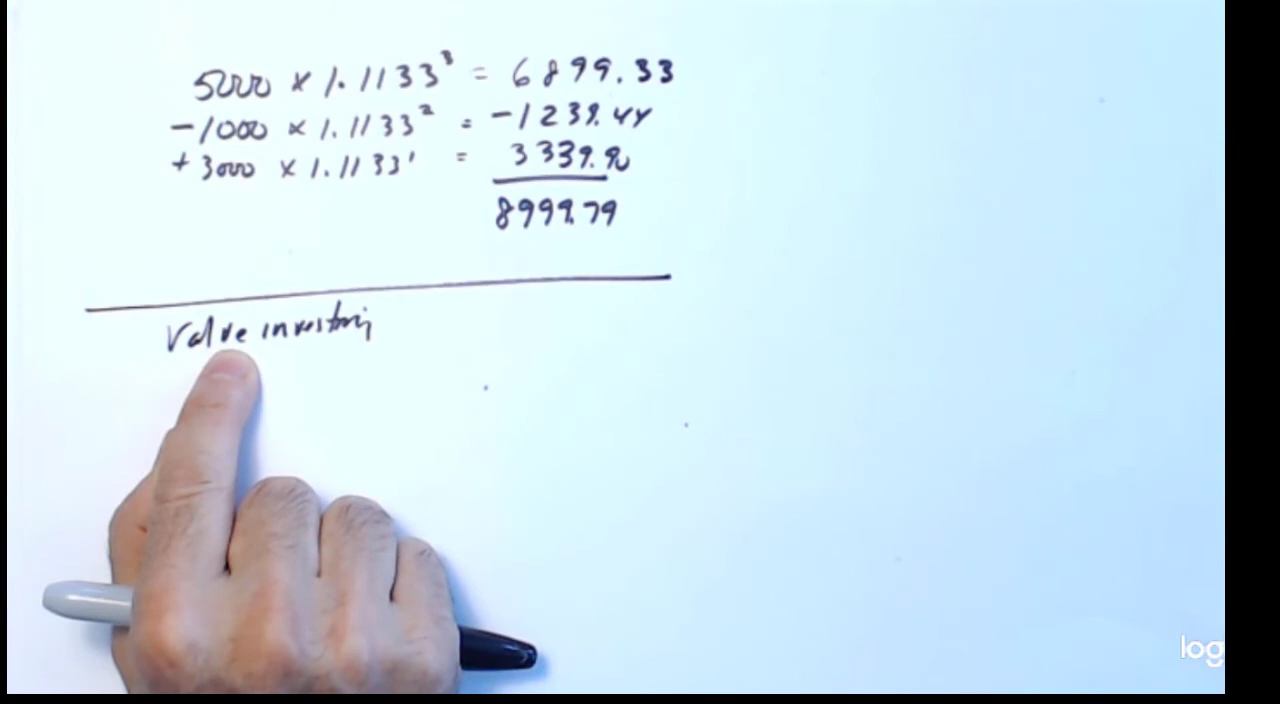 5000 x 1.1133³ = 6899.33
-1000 x 1.1133² = -1239.44
+3000 x 1.1133¹ = 3339.90
8999.79
Value investing
log